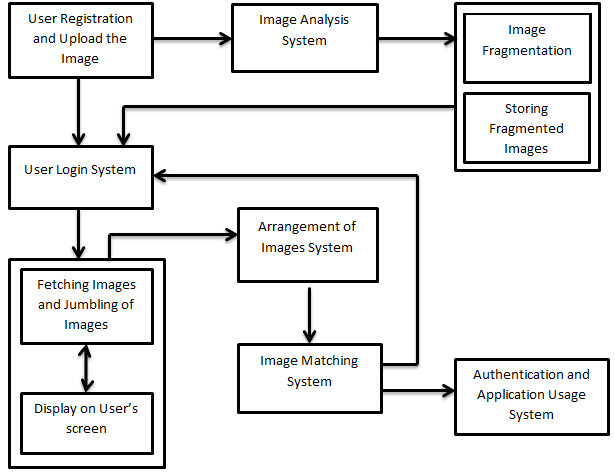 User Registration
and Upload the
Image
Image Analysis
System
Image
Fragmentation
Storing
Fragmented
Images
User Login System
Arrangement of
Images System
Fetching Images
and Jumbling of
Images
Image Matching
System
Display on User’s
screen
Authentication and
Application Usage
System